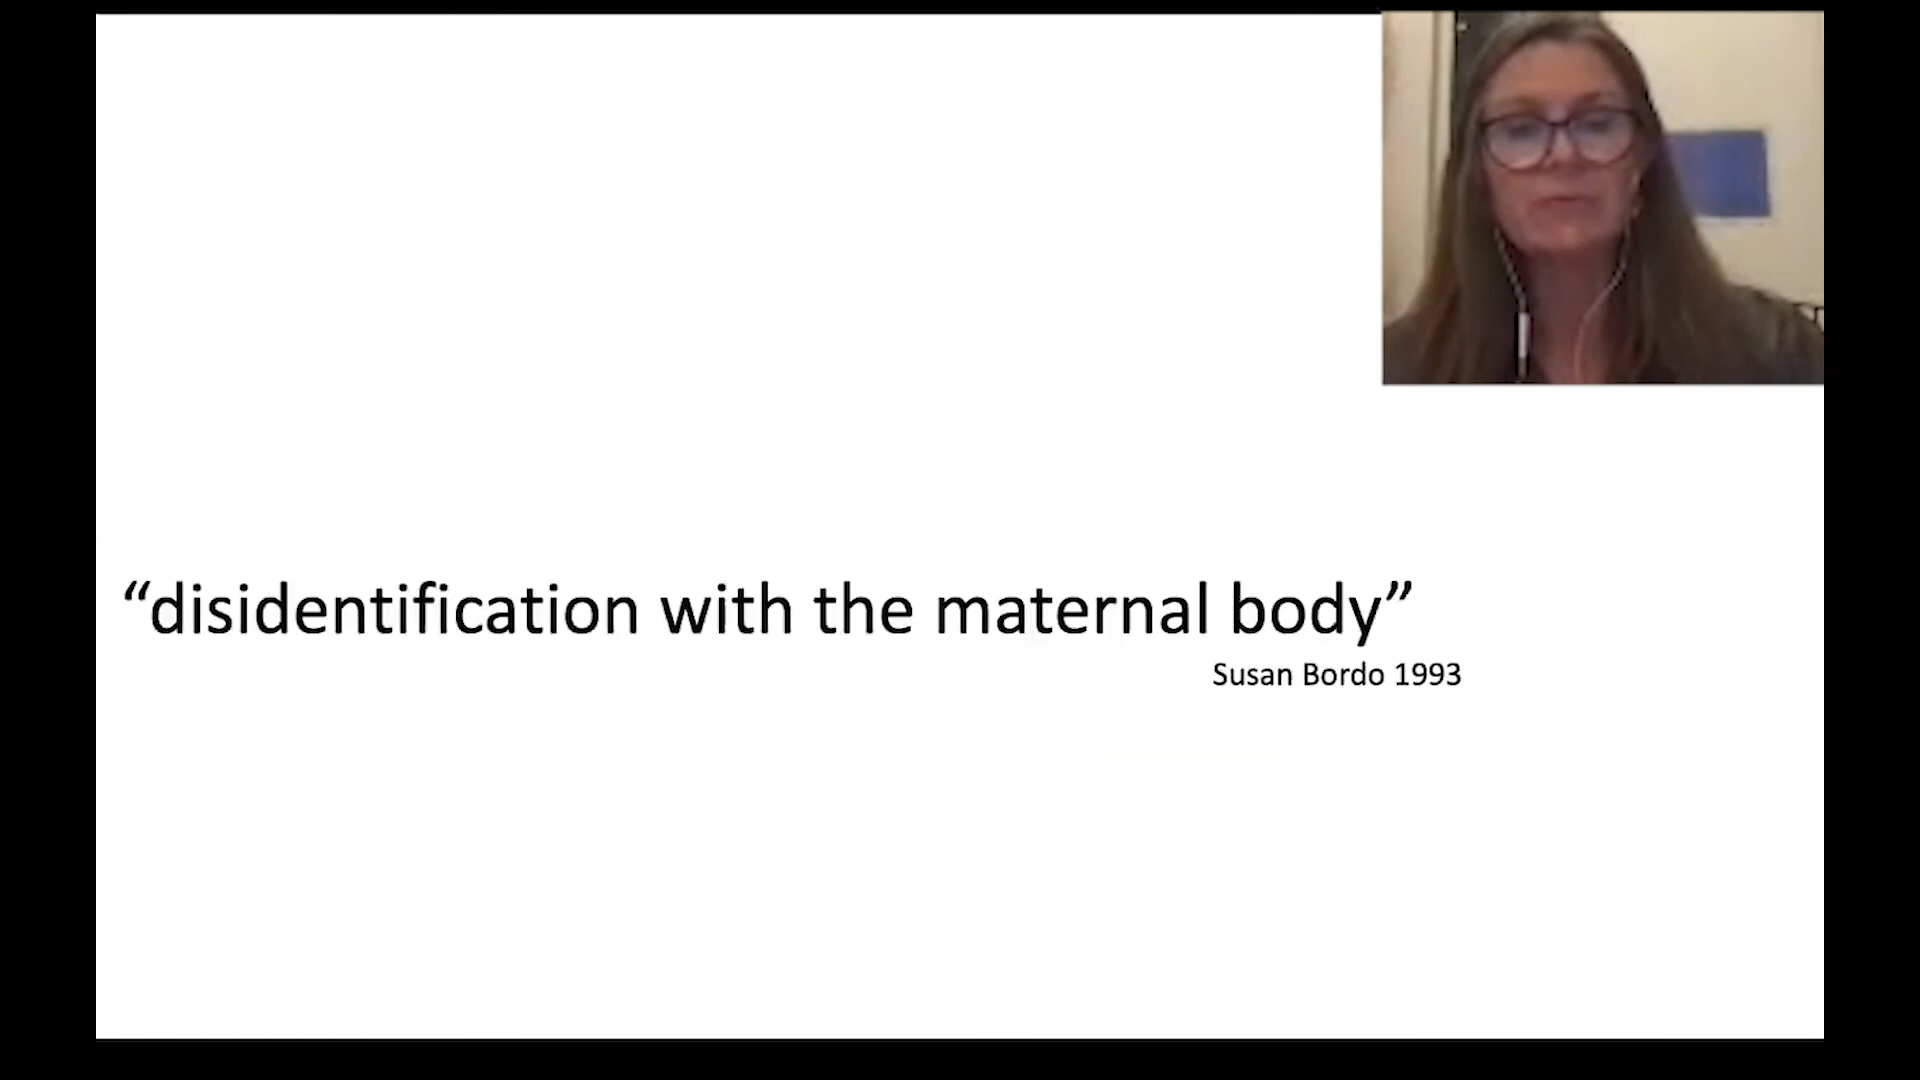 “disidentification with the maternal body”
Susan Bordo 1993